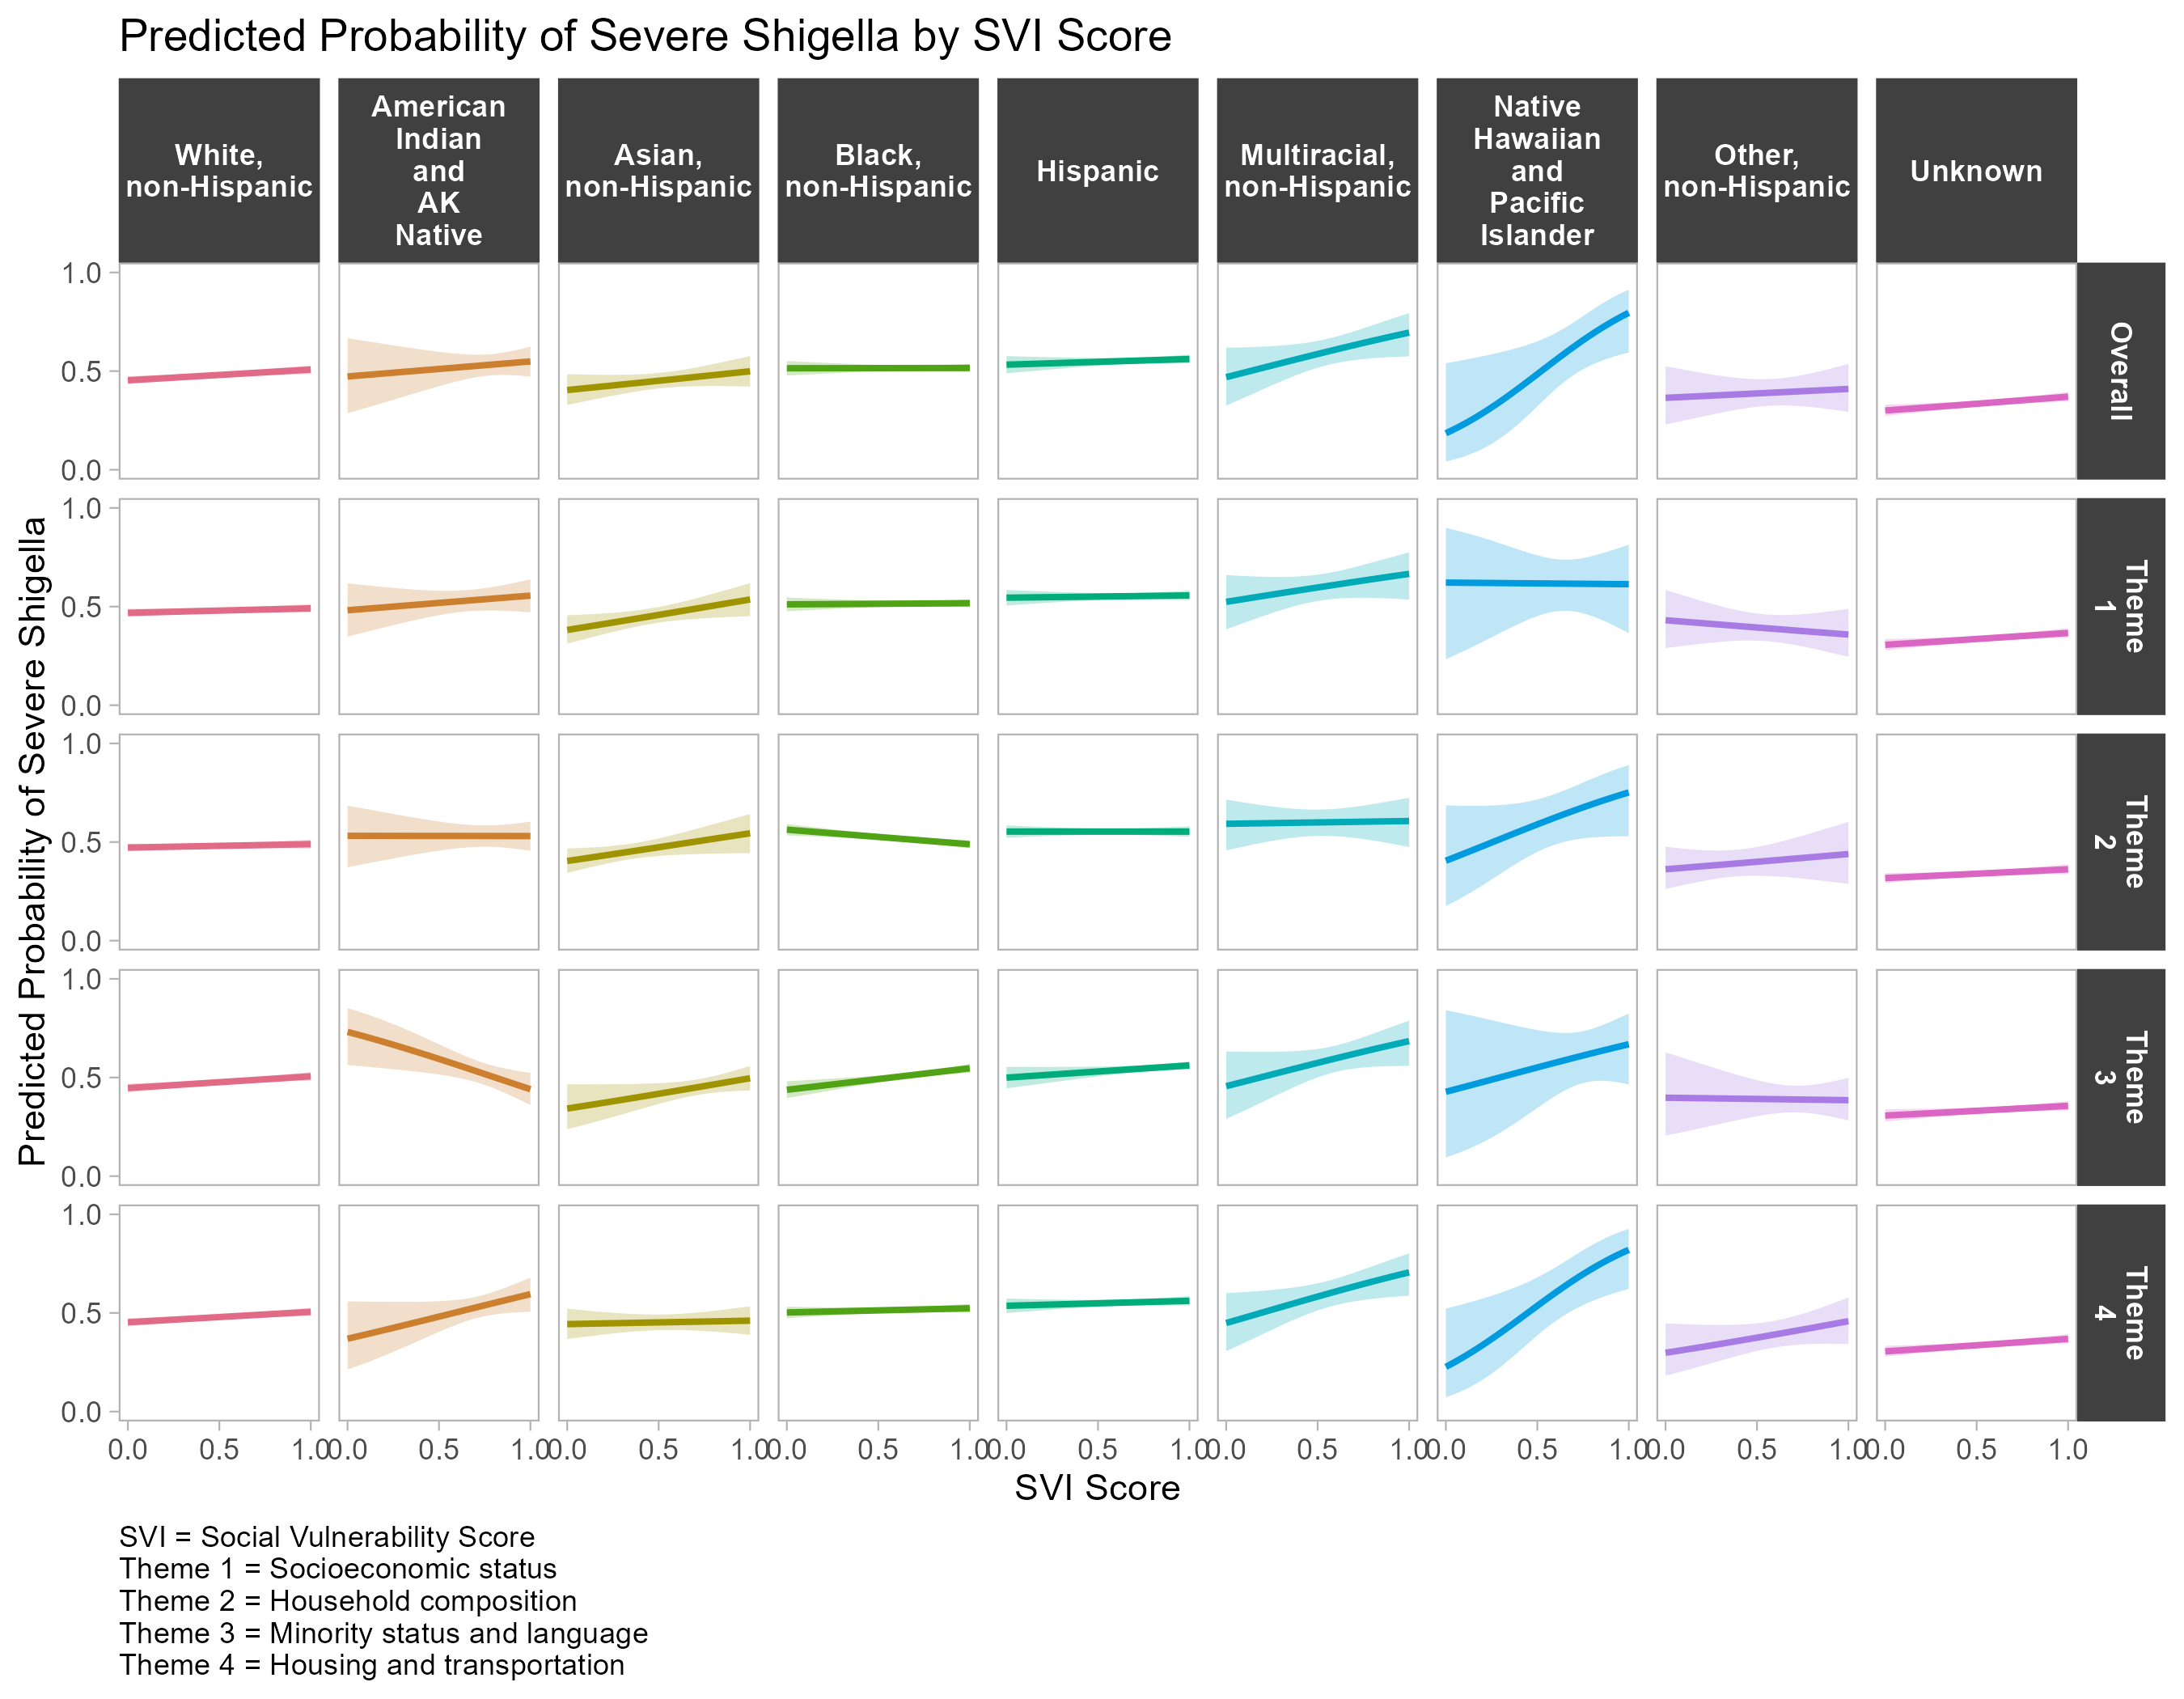 Predicted Probability of Severe Shigella by SVI Score
White,
non-Hispanic
American
Indian
and
AK
Native
Asian,
non-Hispanic
Black,
non-Hispanic
Hispanic
Multiracial,
non-Hispanic
Native
Hawaiian
and
Pacific
Islander
Other,
non-Hispanic
Unknown
Predicted Probability of Severe Shigella
1.0
0.5
0.0
Overall
1.0
0.5
0.0
Theme
1
1.0
0.5
0.0
Theme
2
1.0
0.5
0.0
Theme
3
1.0
0.5
0.0
Theme
4
0.0 0.5 1.0 0.0 0.5 1.0 0.0 0.5 1.0 0.0 0.5 1.0 0.0 0.5 1.0 0.0 0.5 1.0 0.0 0.5 1.0 0.0 0.5 1.0 0.0 0.5 1.0
SVI Score
SVI = Social Vulnerability Score
Theme 1 = Socioeconomic status
Theme 2 = Household composition
Theme 3 = Minority status and language
Theme 4 = Housing and transportation